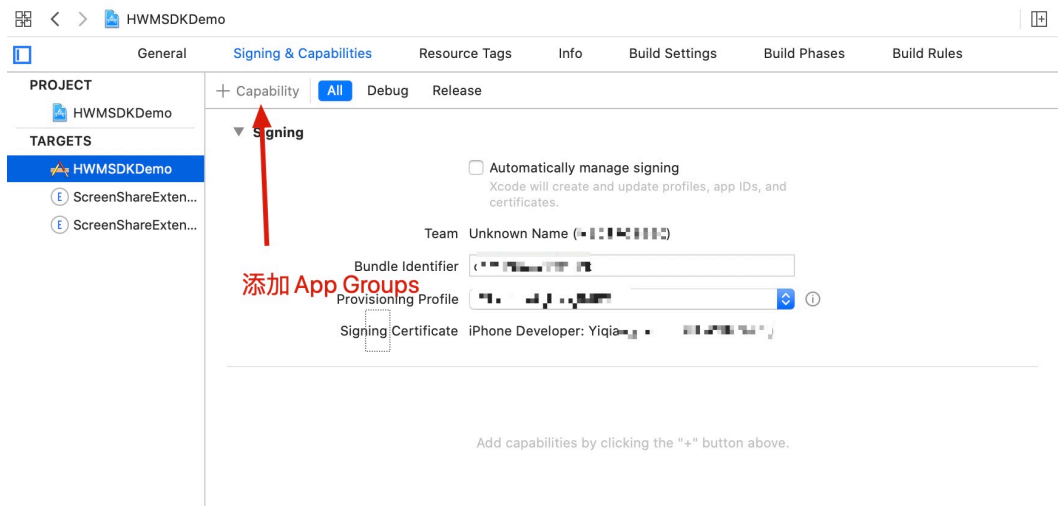 HWMSDKDemo
General Signing & Capabilities Resource Tags Info Build Settings Build Phases Build Rules
PROJECT
HWMSDKDemo
TARGETS
HWMSDKDemo
ScreenShareExten...
ScreenShareExten...
+ Capability All Debug Release
Signing
Automatically manage signing
Xcode will create and update profiles, app IDs, and
certificates.
Team Unknown Name (
Bundle Identifier
添加 App Groups
Provisioning Profile
Signing Certificate iPhone Developer:
Add capabilities by clicking the "+" button above.